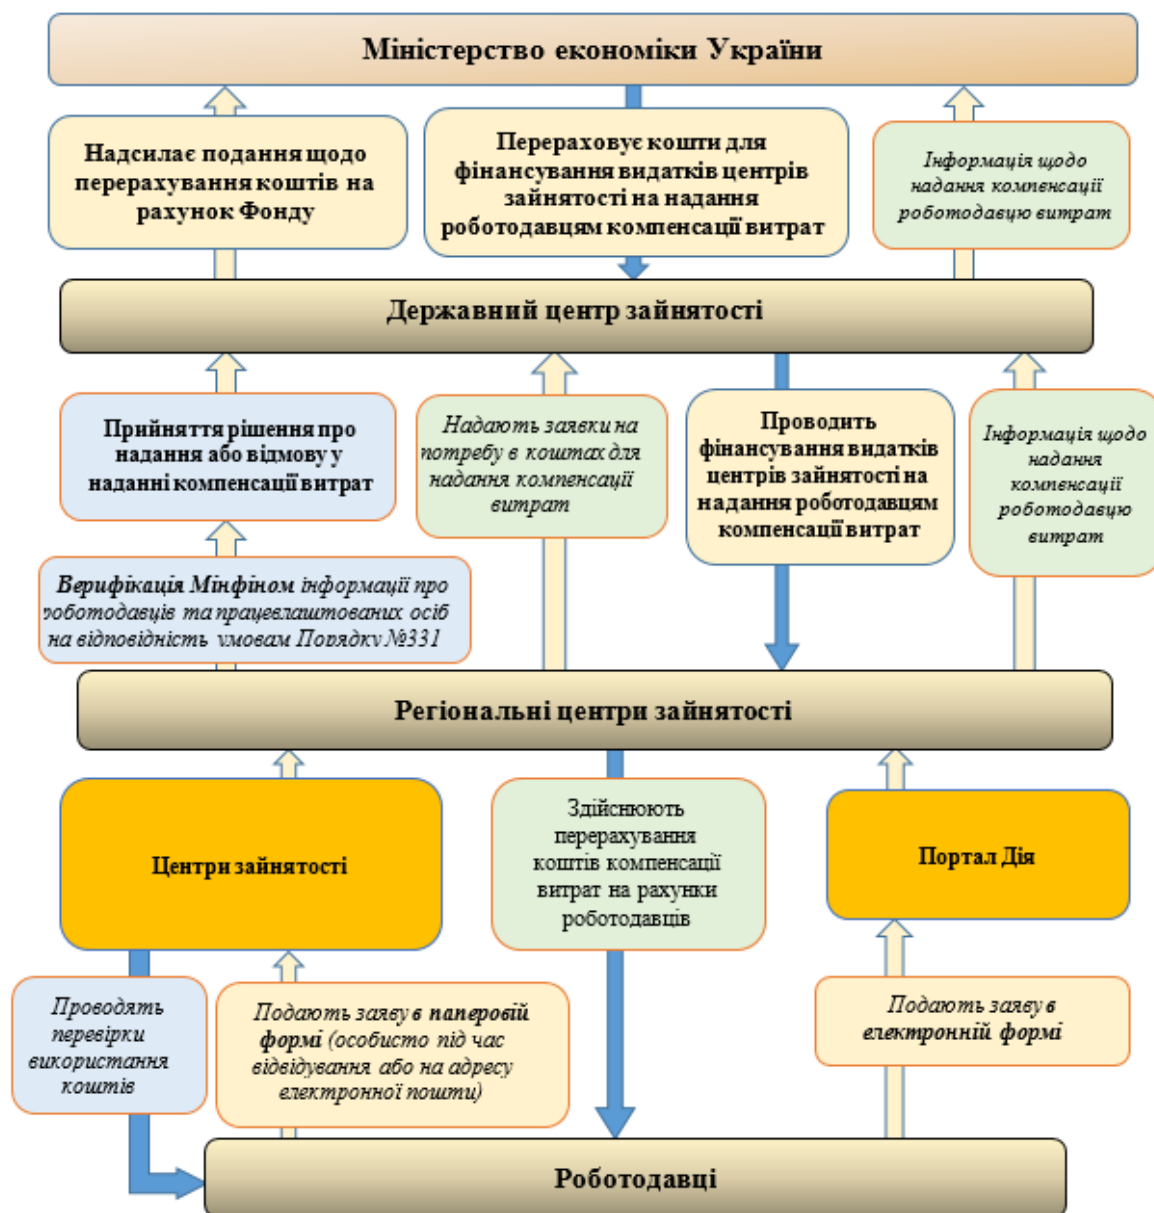 Міністерство економіки України
Надсилає подання щодо
перерахування коштів на
рахунок Фонду
Перераховує кошти для
фінансування видатків центрів
зайнятості на надання
роботодавцям компенсації витрат
Інформація щодо
надання компенсації
роботодавцю витрат
Державний центр зайнятості
Прийняття рішення про
надання або відмову у
наданні компенсації витрат
Надають заявки на
потребу в коштах для
надання компенсації
витрат
Проводить
фінансування видатків
центрів зайнятості на
надання роботодавцям
компенсації витрат
Інформація щодо
надання
компенсації
роботодавцю
витрат
Верифікація Мінфіном інформації про
роботодавців та працевлаштованих осіб
на відповідність умовам Порядку №331
Регіональні центри зайнятості
Центри зайнятості
Здійснюють
перерахування
коштів компенсації
витрат на рахунки
роботодавців
Портал Дія
Проводять
перевірки
використання
коштів
Подають заяву в паперовій
формі (особисто під час
відвідування або на адресу
електронної пошти)
Подають заяву в
електронній формі
Роботодавці